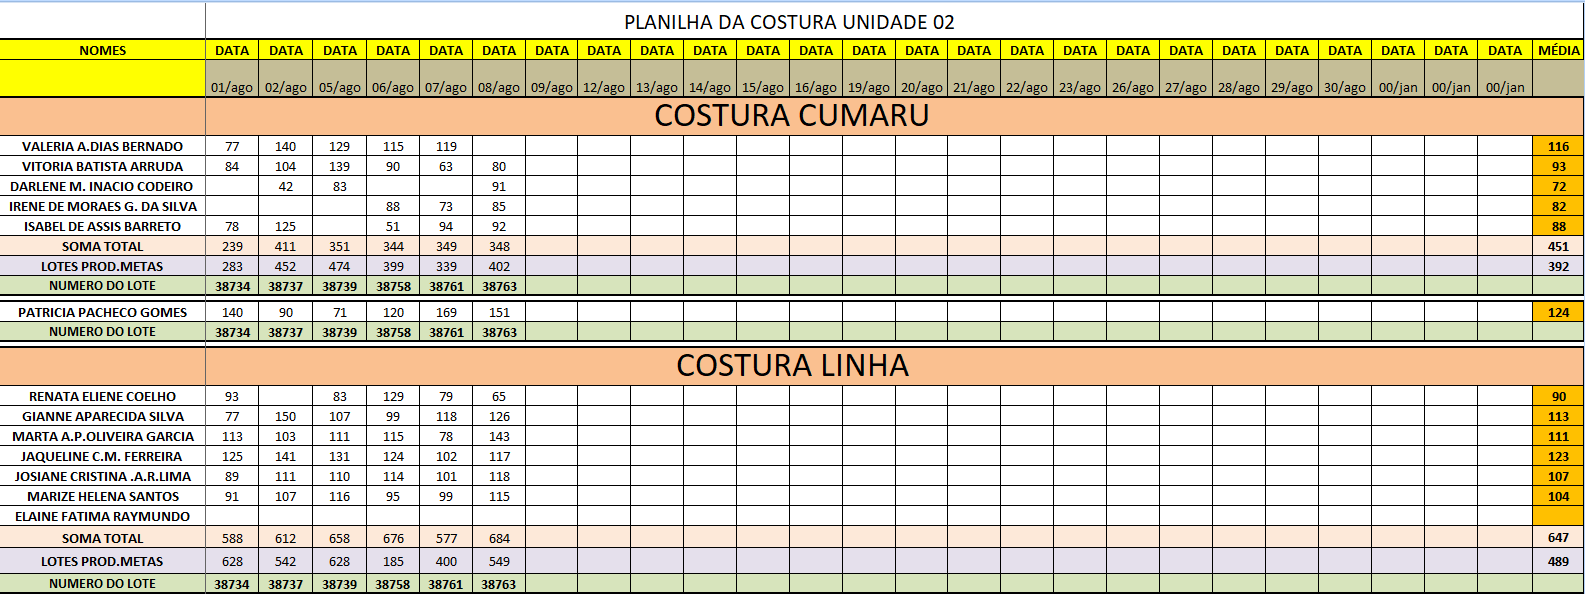 PLANILHA DA COSTURA UNIDADE 02
NOMES DATA DATA DATA DATA DATA DATA DATA DATA DATA DATA DATA DATA DATA DATA DATA DATA DATA DATA DATA DATA DATA DATA DATA DATA DATA MÉDIA
01/ago 02/ago 05/ago 06/ago 07/ago 08/ago 09/ago 12/ago 13/ago 14/ago 15/ago 16/ago 19/ago 20/ago 21/ago 22/ago 23/ago 26/ago 27/ago 28/ago 29/ago 30/ago 00/jan 00/jan 00/jan
COSTURA CUMARU
VALERIA A.DIAS BERNADO 77 140 129 115 119 116
VITORIA BATISTA ARRUDA 84 104 139 90 63 80 93
DARLENE M. INACIO CODEIRO 42 83 91 72
IRENE DE MORAES G. DA SILVA 88 73 85 82
ISABEL DE ASSIS BARRETO 78 125 51 94 92 88
SOMA TOTAL 239 411 351 344 349 348 451
LOTES PROD.METAS 283 452 474 399 339 402 392
NUMERO DO LOTE 38734 38737 38739 38758 38761 38763
PATRICIA PACHECO GOMES 140 90 71 120 169 151 124
NUMERO DO LOTE 38734 38737 38739 38758 38761 38763
COSTURA LINHA
RENATA ELIENE COELHO 93 83 129 79 65 90
GIANNE APARECIDA SILVA 77 150 107 99 118 126 113
MARTA A.P.OLIVEIRA GARCIA 113 103 111 115 78 143 111
JAQUELINE C.M. FERREIRA 125 141 131 124 102 117 123
JOSIANE CRISTINA .A.R.LIMA 89 111 110 114 101 118 107
MARIZE HELENA SANTOS 91 107 116 95 99 115 104
ELAINE FATIMA RAYMUNDO
SOMA TOTAL 588 612 658 676 577 684 647
LOTES PROD.METAS 628 542 628 185 400 549 489
NUMERO DO LOTE 38734 38737 38739 38758 38761 38763